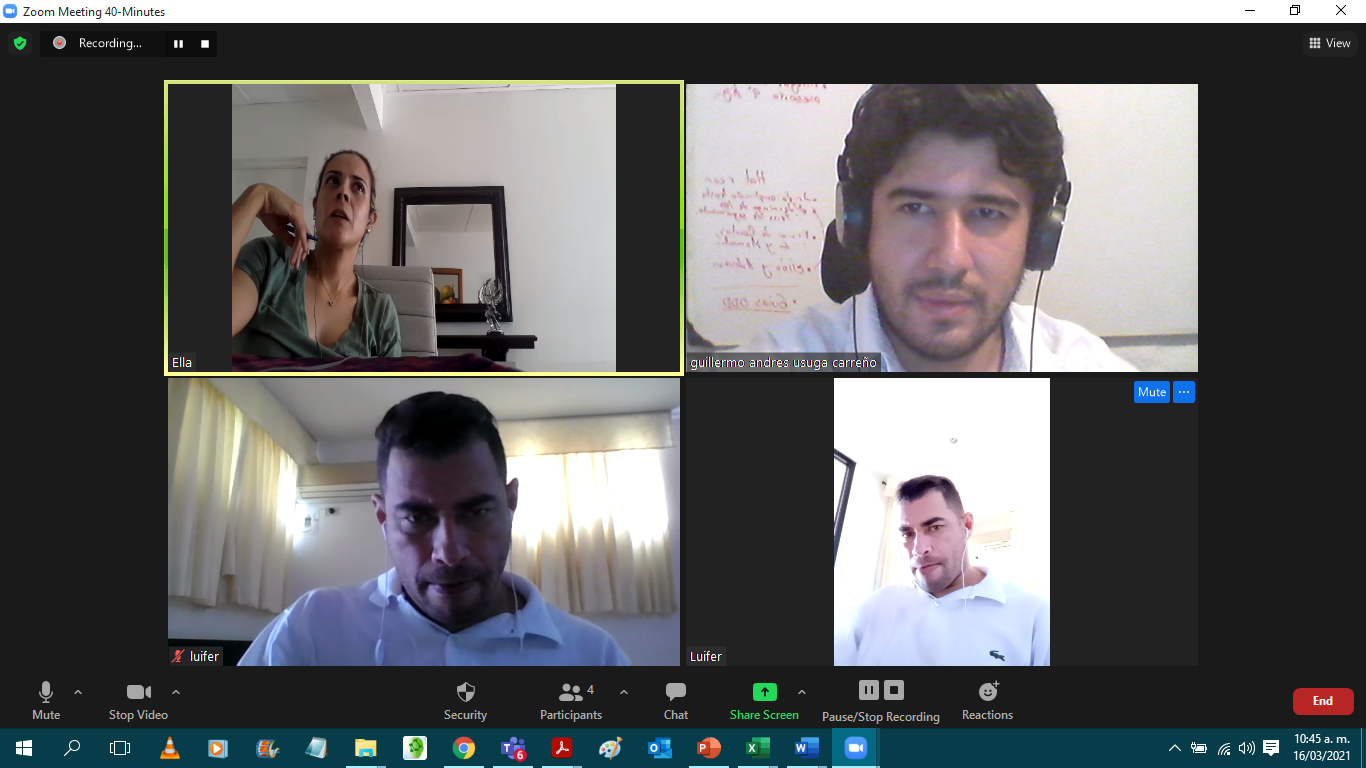 Zoom Meeting 40-Minutes
Recording...
View
Ella
guillermo andres usuga carreño
Mute
luifer
Luifer
Mute
Stop Video
Security
Participants
4
Chat
Share Screen
Pause/Stop Recording
Reactions
End
6
10:45 a. m.
16/03/2021